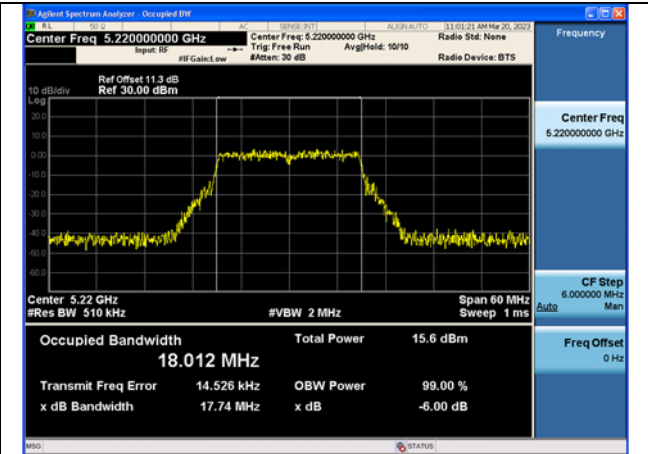 Agilent Spectrum Analyzer - Occupied BW
RL 50 Ω AC SENSE:INT ALIGN AUTO 11:01:21 AM Mar 20, 2023
Center Freq 5.220000000 GHz Center Freq: 5.220000000 GHz Radio Std: None
Input: RF Trig: Free Run Avg|Hold: 10/10
#IFGain:Low #Atten: 30 dB Radio Device: BTS
Frequency
Ref Offset 11.3 dB
10 dB/div Ref 30.00 dBm
Log
20.0
10.0
0.00
-10.0
-20.0
-30.0
-40.0
-50.0
-60.0
Center Freq
5.220000000 GHz
Center 5.22 GHz Span 60 MHz
#Res BW 510 kHz #VBW 2 MHz Sweep 1 ms
CF Step
6.000000 MHz
Auto Man
Occupied Bandwidth Total Power 15.6 dBm
18.012 MHz
Freq Offset
0 Hz
Transmit Freq Error 14.526 kHz OBW Power 99.00 %
x dB Bandwidth 17.74 MHz x dB -6.00 dB
MSG STATUS